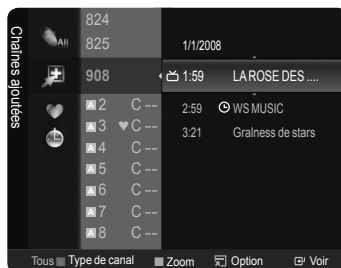 Chaînes ajoutées
All
824
825
1/1/2008
908 1:59 LA ROSE DES ....
A 2 C -- 2:59 WS MUSIC
A 3 ♥ C -- 3:21 Gralness de stars
A 4 C --
A 5 C --
A 6 C --
A 7 C --
A 8 C --
Tous Type de canal Zoom Option Voir